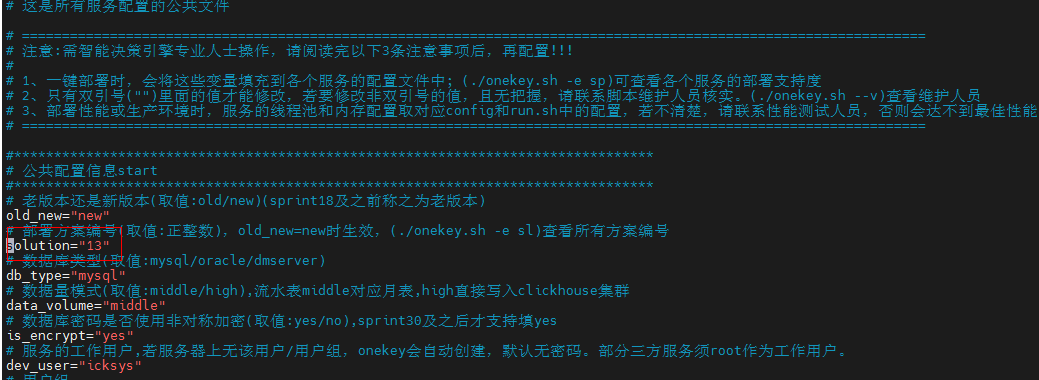 # 这是所有服务配置的公共文件
# ================================================================================================================
# 注意:需智能决策引擎专业人士操作，请阅读完以下3条注意事项后，再配置!!!
#
# 1、一键部署时，会将这些变量填充到各个服务的配置文件中; (./onekey.sh -e sp)可查看各个服务的部署支持度
# 2、只有双引号("")里面的值才能修改，若要修改非双引号的值，且无把握，请联系脚本维护人员核实。(./onekey.sh --v)查看维护人员
# 3、部署性能或生产环境时，服务的线程池和内存配置取对应config和run.sh中的配置，若不清楚，请联系性能测试人员，否则会达不到最佳性能
# ================================================================================================================
#*******************************************************************************
# 公共配置信息start
#*******************************************************************************
# 老版本还是新版本(取值:old/new)(sprint18及之前称之为老版本)
old_new="new"
# 部署方案编号(取值:正整数)，old_new=new时生效，(./onekey.sh -e sl)查看所有方案编号
solution="13"
# 数据库类型(取值:mysql/oracle/dmserver)
db_type="mysql"
# 数据量模式(取值:middle/high),流水表middle对应月表,high直接写入clickhouse集群
data_volume="middle"
# 数据库密码是否使用非对称加密(取值:yes/no),sprint30及之后才支持填yes
is_encrypt="yes"
# 服务的工作用户,若服务器上无该用户/用户组，onekey会自动创建，默认无密码。部分三方服务须root作为工作用户。
dev_user="icksys"
# 用户组